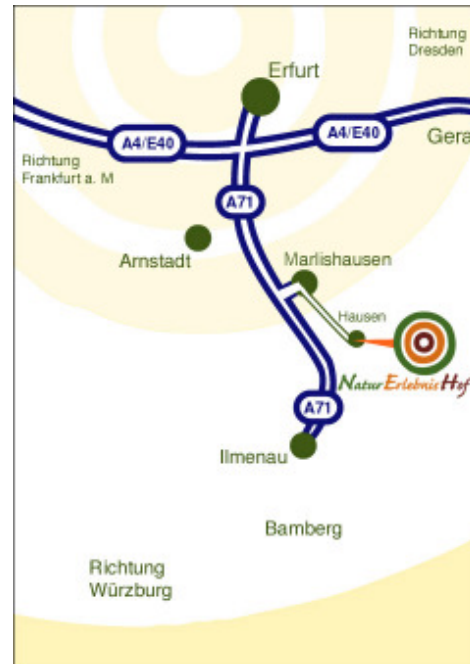 Richtung
Dresden
Erfurt
A4/E40
A4/E40
Gera
Richtung
Frankfurt a. M
A71
Arnstadt
Marlishausen
Hausen
NaturErlebnisHof
A71
Ilmenau
Bamberg
Richtung
Würzburg